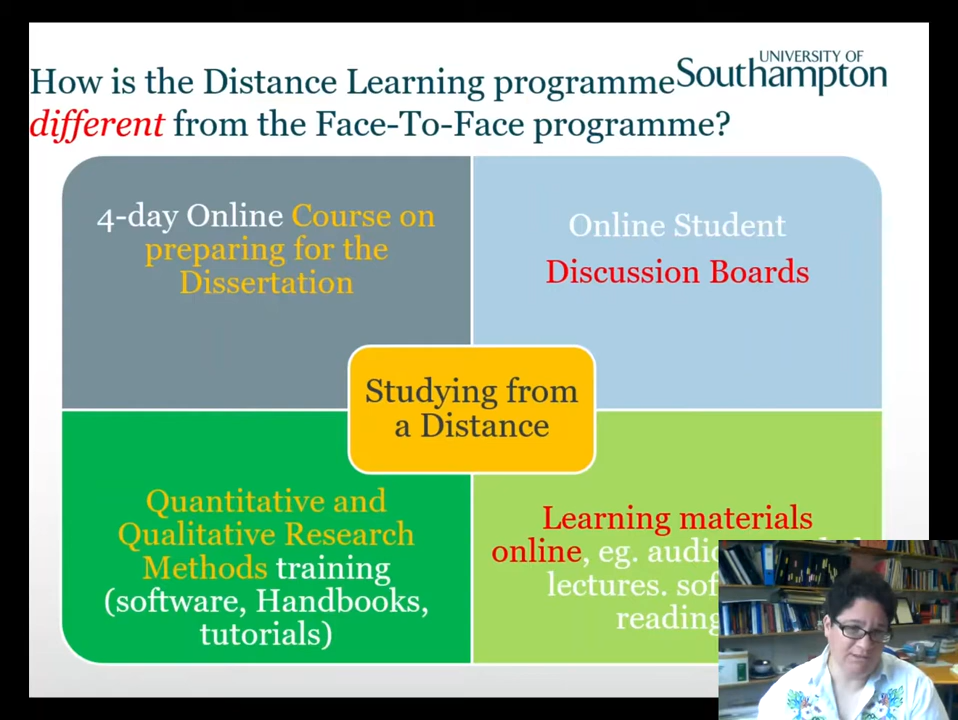 UNIVERSITY OF
Southampton
How is the Distance Learning programme
different from the Face-To-Face programme?
4-day Online Course on
preparing for the
Dissertation
Online Student
Discussion Boards
Studying from
a Distance
Quantitative and
Qualitative Research
Methods training
(software, Handbooks,
tutorials)
Learning materials
online, eg.
lectures.